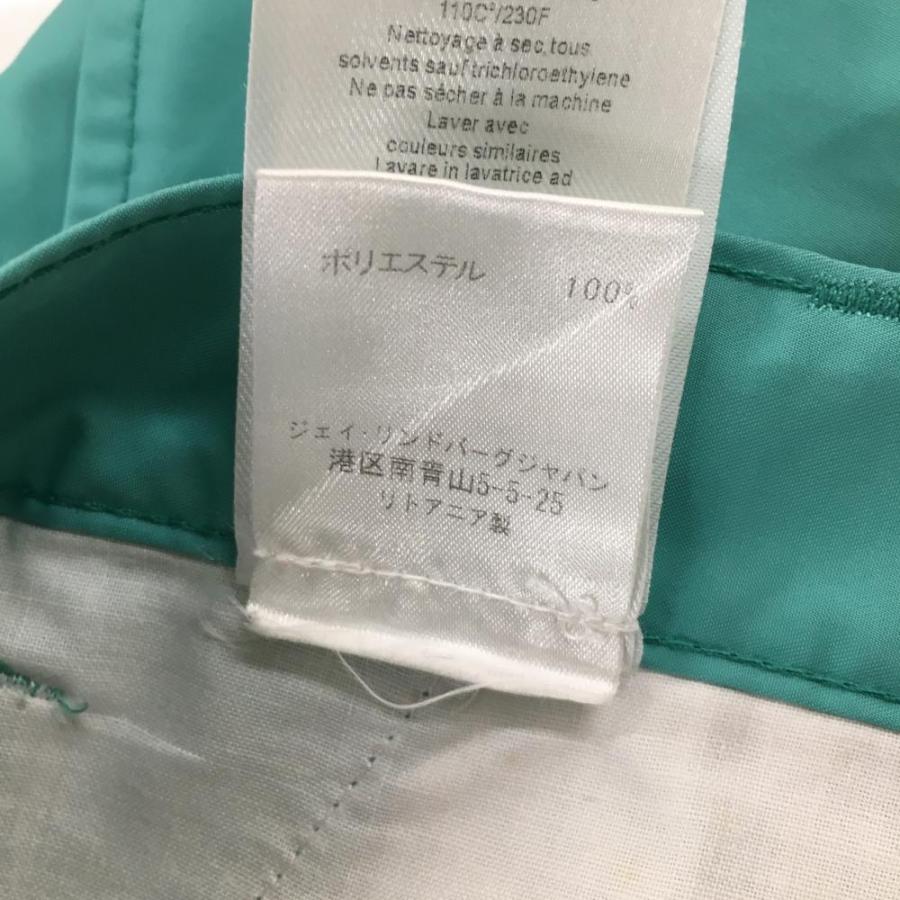 110C°/230F
Nettoyage à sec tous
solvents sauf trichloroethylene
Ne pas sécher à la machine
Laver avec
couleurs similaires
Lavare in lavatrice ad
ポリエステル 100%
ジェイ・リンドバーグジャパン
港区南青山5-5-25
リトアニア製